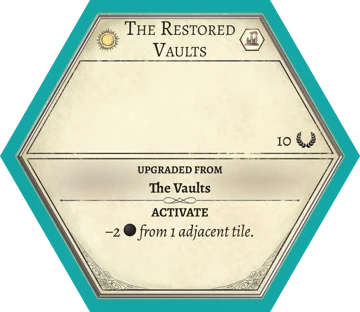 The Restored
Vaults
10
UPGRADED FROM
The Vaults
ACTIVATE
–2 from 1 adjacent tile.